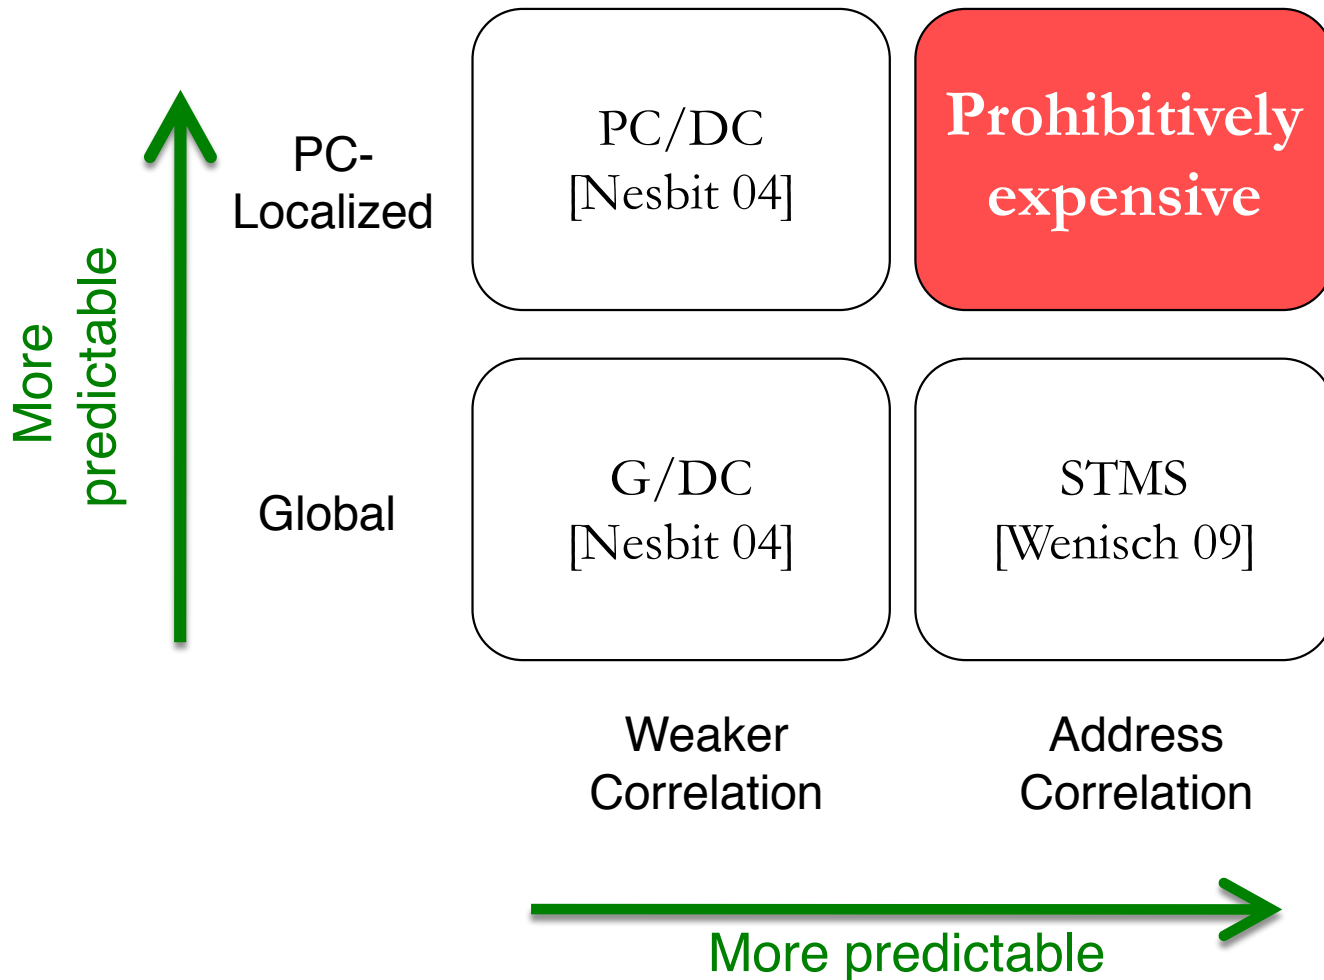 More
predictable
PC-
Localized
PC/DC
[Nesbit 04]
Prohibitively
expensive
Global
G/DC
[Nesbit 04]
STMS
[Wenisch 09]
Weaker
Correlation
Address
Correlation
More predictable